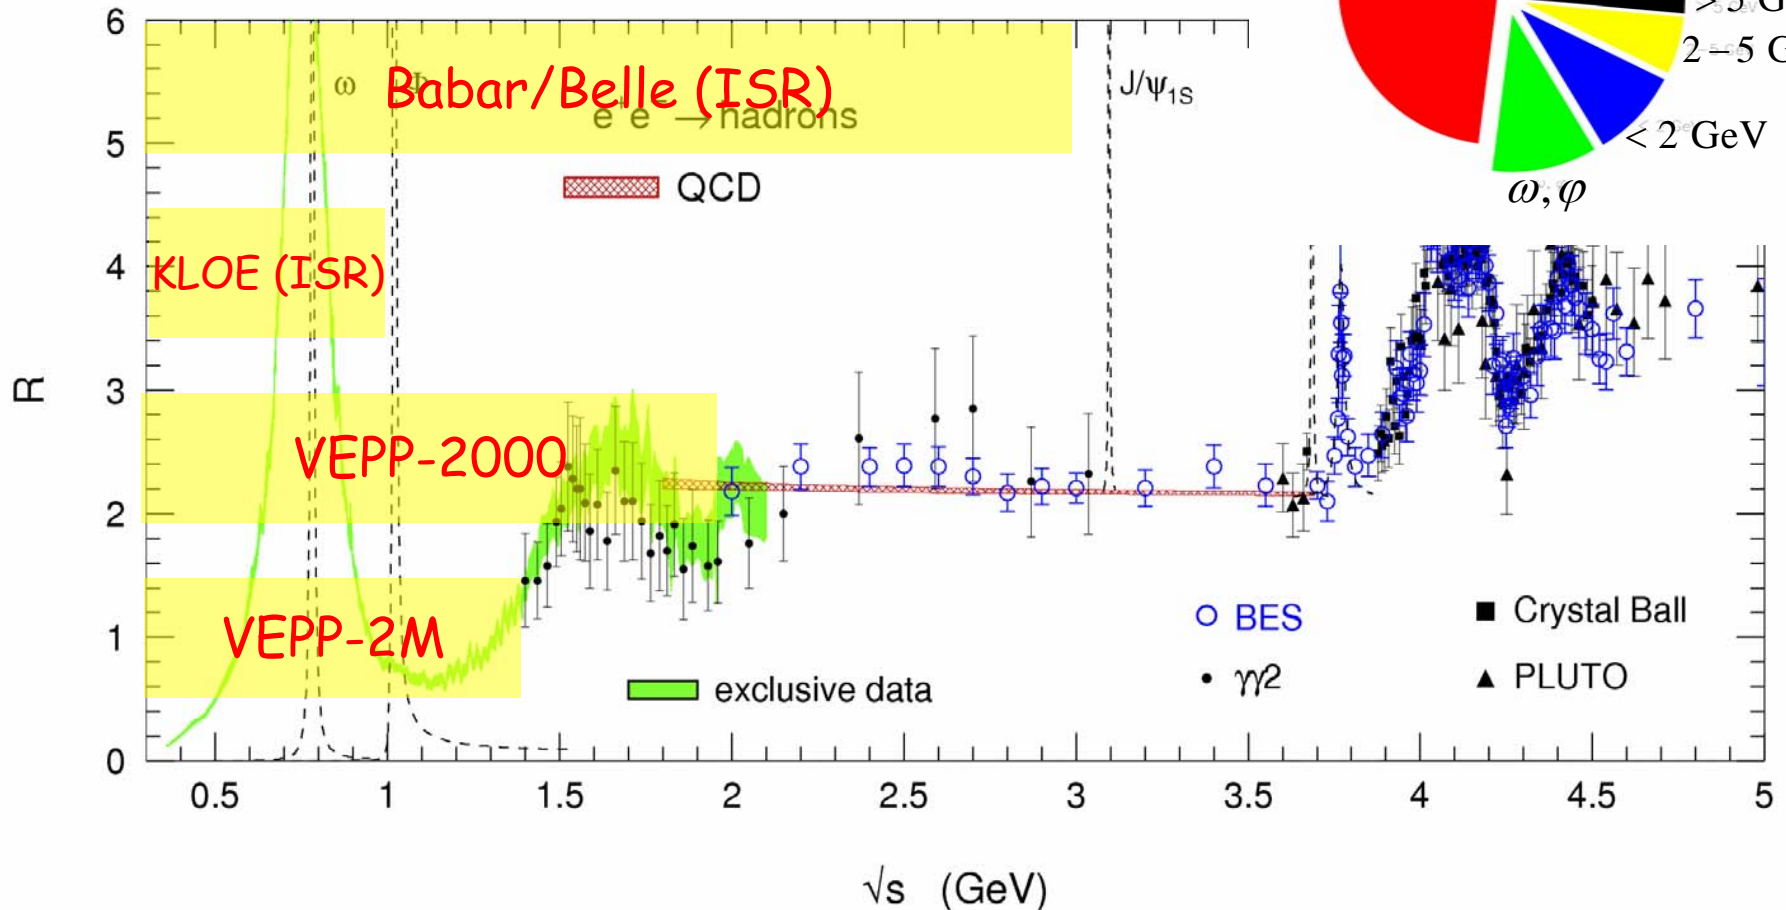 6
5
4
3
2
1
0
R
ω Φ
Babar/Belle (ISR)
e⁺e⁻ → hadrons
QCD
KLOE (ISR)
VEPP-2000
VEPP-2M
exclusive data
J/ψ₁S
BES
γγ2
Crystal Ball
PLUTO
0.5 1 1.5 2 2.5 3 3.5 4 4.5 5
√s (GeV)
2–5 G
< 2 GeV
ω, φ